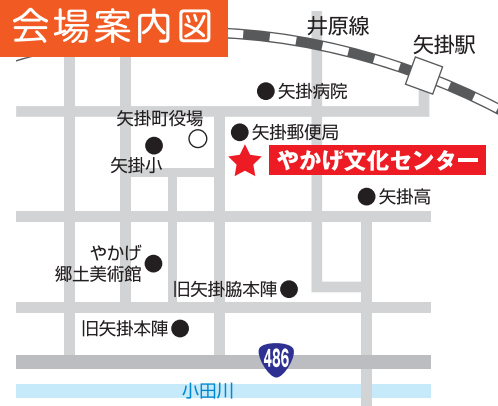 会場案内図
井原線
矢掛駅
矢掛病院
矢掛町役場
矢掛郵便局
やかげ文化センター
矢掛小
矢掛高
やかげ
郷土美術館
旧矢掛脇本陣
旧矢掛本陣
486
小田川